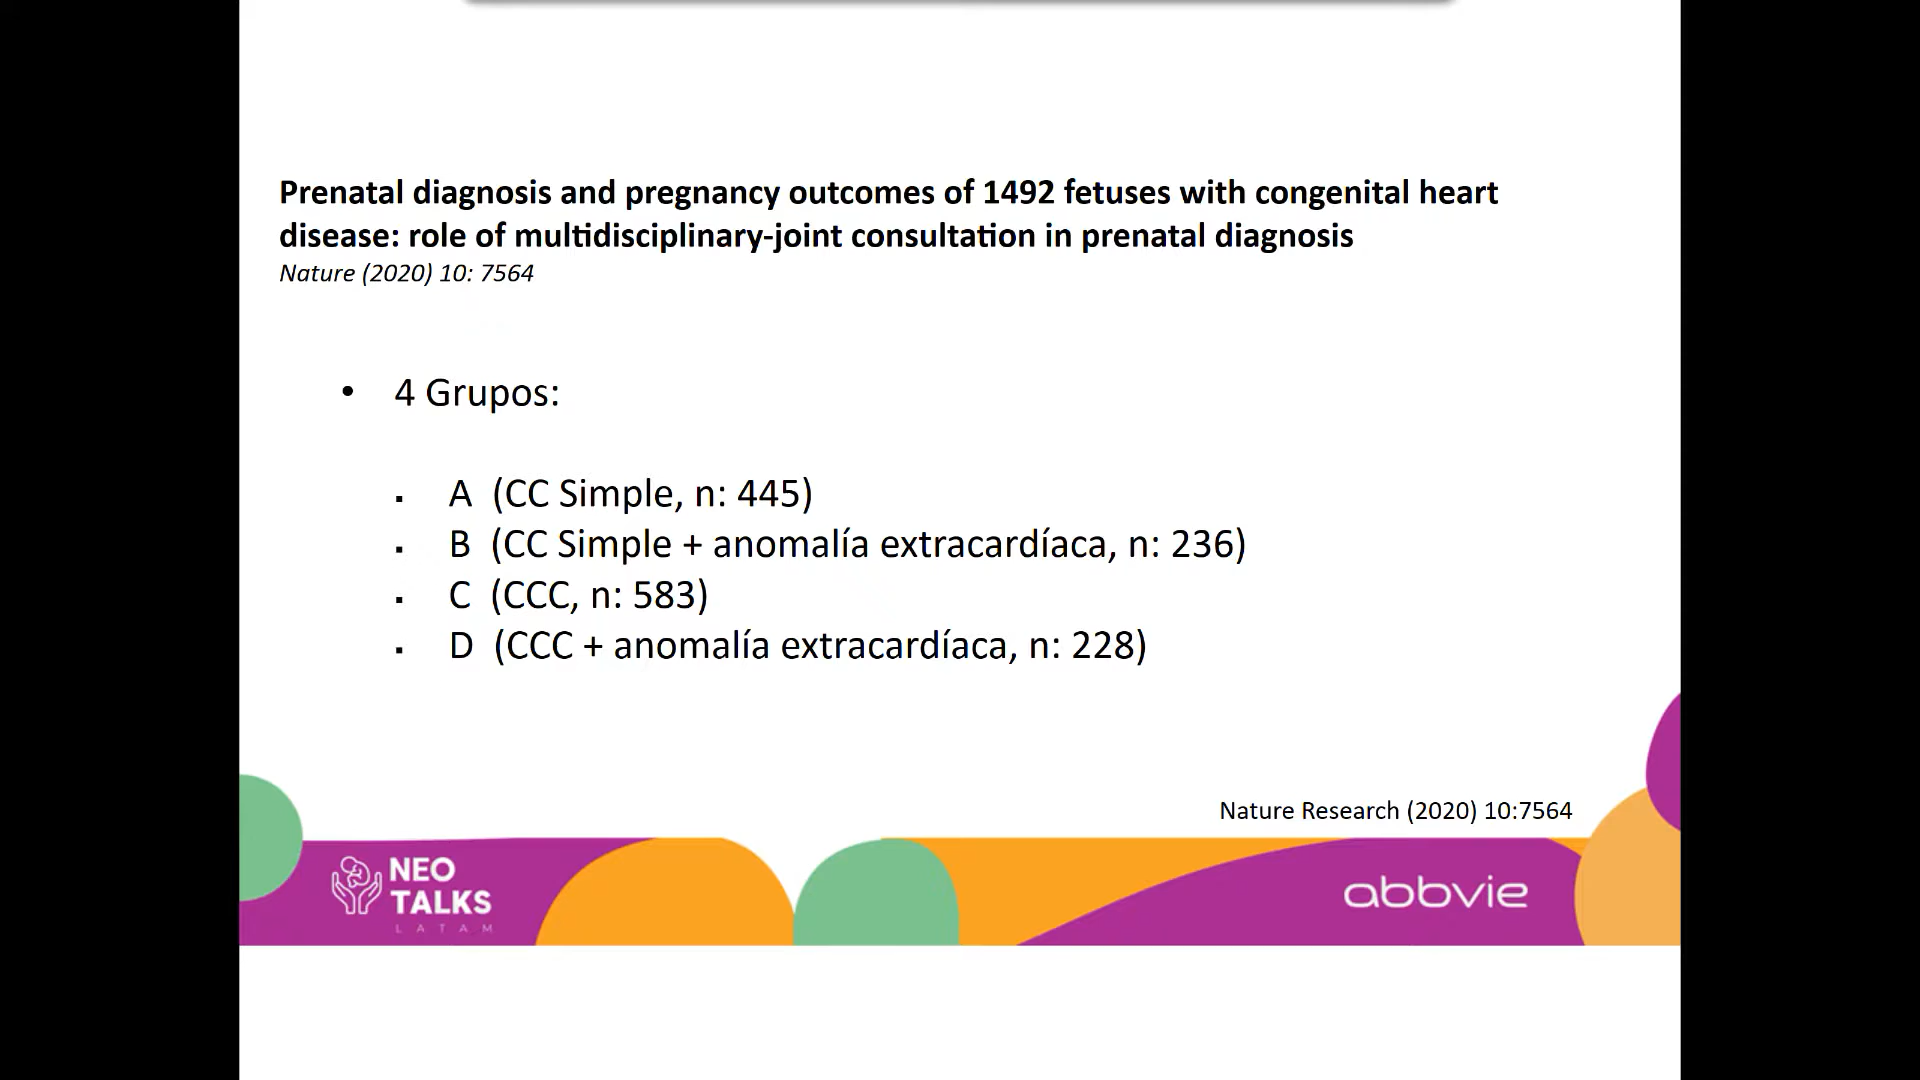 Prenatal diagnosis and pregnancy outcomes of 1492 fetuses with congenital heart
disease: role of multidisciplinary-joint consultation in prenatal diagnosis
Nature (2020) 10: 7564
• 4 Grupos:
▪ A (CC Simple, n: 445)
▪ B (CC Simple + anomalía extracardíaca, n: 236)
▪ C (CCC, n: 583)
▪ D (CCC + anomalía extracardíaca, n: 228)
Nature Research (2020) 10:7564
NEO
TALKS
LATAM
abbvie